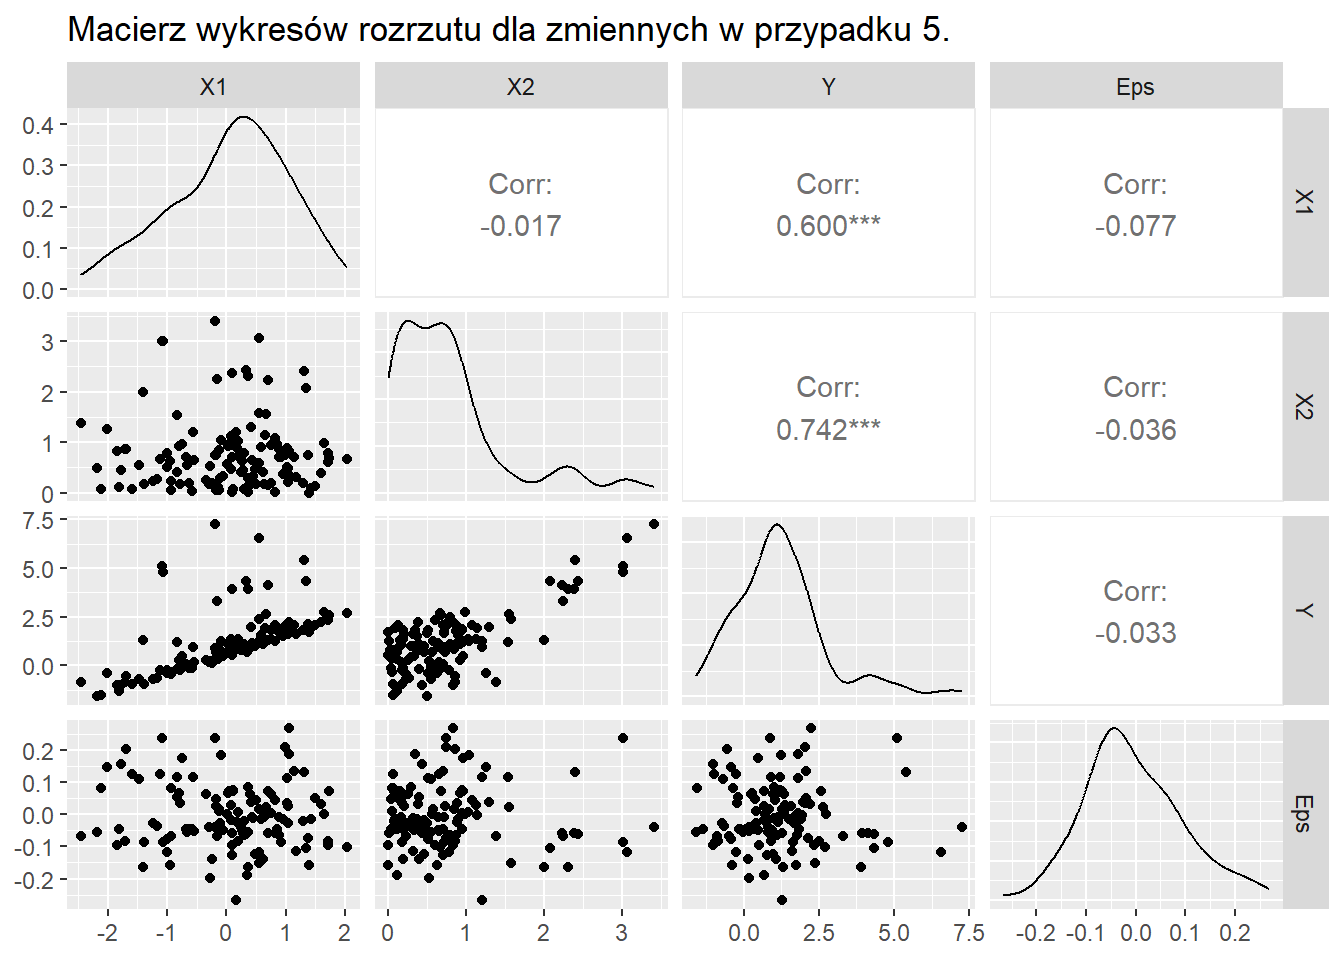 Macierz wykresów rozrzutu dla zmiennych w przypadku 5.
X1
X2
Y
Eps
0.4
0.3
0.2
0.1
0.0
Corr:
-0.017
Corr:
0.600***
Corr:
-0.077
X1
3
2
1
0
Corr:
0.742***
Corr:
-0.036
X2
7.5
5.0
2.5
0.0
Corr:
-0.033
Y
0.2
0.1
0.0
-0.1
-0.2
Eps
-2 -1 0 1 2
0 1 2 3
0.0 2.5 5.0 7.5
-0.2 -0.1 0.0 0.1 0.2